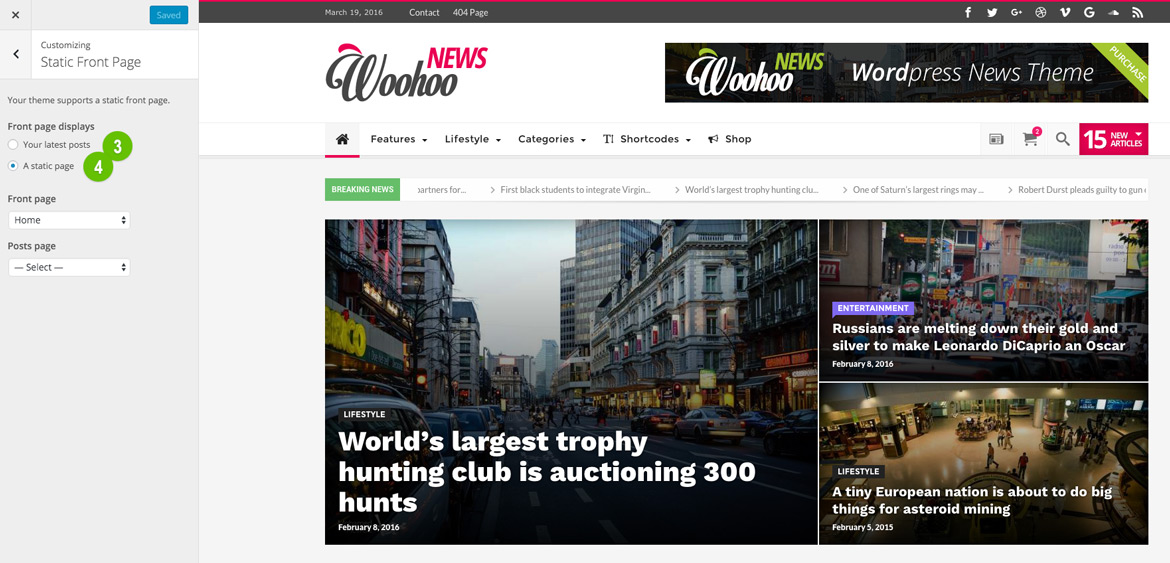 Saved
Customizing
Static Front Page
Your theme supports a static front page.
Front page displays
Your latest posts
3
A static page
4
Front page
Home
Posts page
— Select —
March 19, 2016 Contact 404 Page
Woohoo NEWS
Woohoo NEWS Wordpress News Theme PURCHASE
Features Lifestyle Categories Shortcodes Shop
2
15 NEW ARTICLES
BREAKING NEWS
artners for... First black students to integrate Virgin... World's largest trophy hunting clu... One of Saturn's largest rings may ... Robert Durst pleads guilty to gun
LIFESTYLE
World's largest trophy
hunting club is auctioning 300
hunts
February 8, 2016
ENTERTAINMENT
Russians are melting down their gold and
silver to make Leonardo DiCaprio an Oscar
February 8, 2016
LIFESTYLE
A tiny European nation is about to do big
things for asteroid mining
February 5, 2015